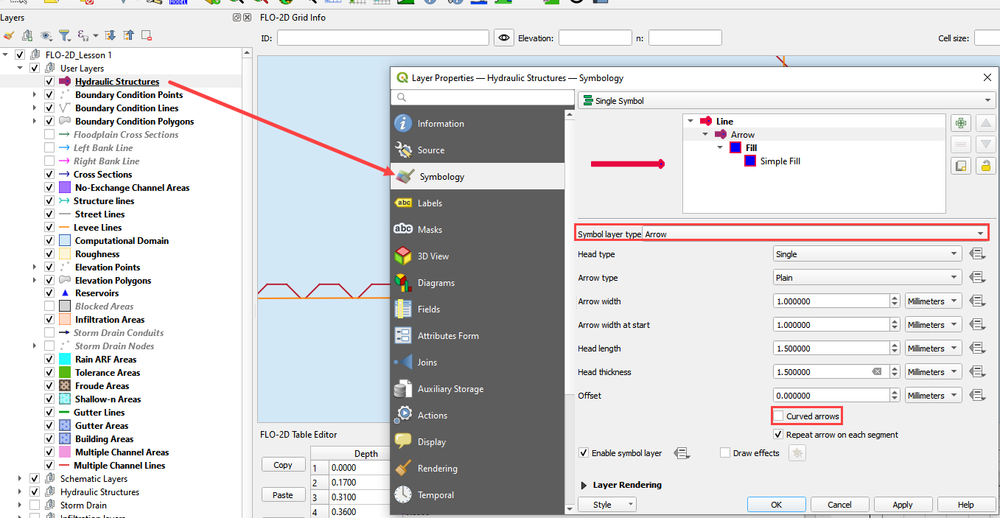 MODEL
Layers
FLO-2D Grid Info
ID:
Elevation:
n:
Cell size:
FLO-2D_Lesson 1
User Layers
Hydraulic Structures
Boundary Condition Points
Boundary Condition Lines
Boundary Condition Polygons
Floodplain Cross Sections
Left Bank Line
Right Bank Line
Cross Sections
No-Exchange Channel Areas
Structure lines
Street Lines
Levee Lines
Computational Domain
Roughness
Elevation Points
Elevation Polygons
Reservoirs
Blocked Areas
Infiltration Areas
Storm Drain Conduits
Storm Drain Nodes
Rain ARF Areas
Tolerance Areas
Froude Areas
Shallow-n Areas
Gutter Lines
Gutter Areas
Building Areas
Multiple Channel Areas
Multiple Channel Lines
Schematic Layers
Hydraulic Structures
Storm Drain
Infiltration layers
FLO-2D Table Editor
Copy
Paste
Depth
1 0.0000
2 0.1700
3 0.3100
4 0.3600
Layer Properties — Hydraulic Structures — Symbology
Information
Source
Symbology
abc Labels
abc Masks
3D View
Diagrams
Fields
Attributes Form
Joins
Auxiliary Storage
Actions
Display
Rendering
Temporal
Single Symbol
Line
Arrow
Fill
Simple Fill
Symbol layer type Arrow
Head type Single
Arrow type Plain
Arrow width 1.000000 Millimeters
Arrow width at start 1.000000 Millimeters
Head length 1.500000 Millimeters
Head thickness 1.500000 Millimeters
Offset 0.000000 Millimeters
Curved arrows
Repeat arrow on each segment
Enable symbol layer
Draw effects
Layer Rendering
Style
OK
Cancel
Apply
Help